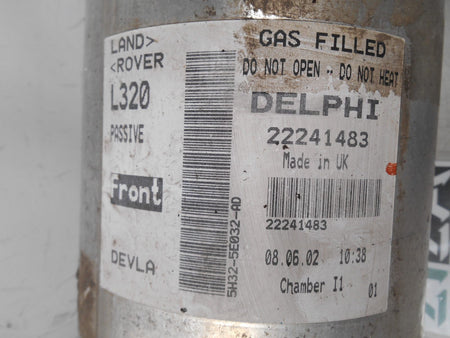 LAND>
<ROVER
L320
PASSIVE
Front
DEVLA
5H32-5E032-AD
GAS FILLED
DO NOT OPEN -- DO NOT HEAT
DELPHI
22241483
Made in UK
22241483
08.06.02 10:38
Chamber I1 01